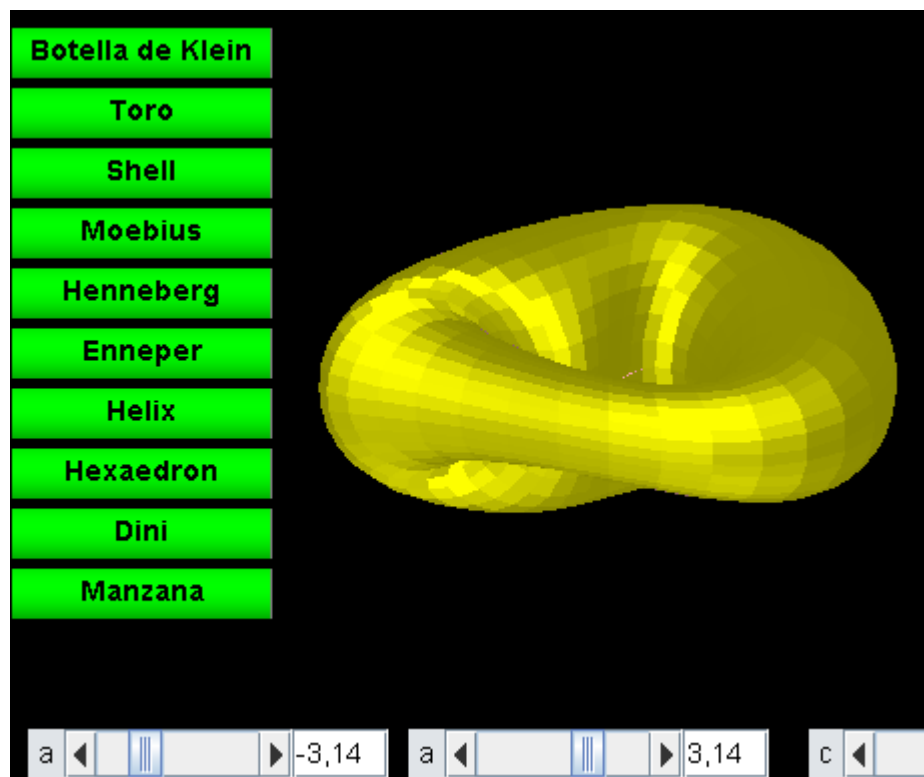 Botella de Klein
Toro
Shell
Moebius
Henneberg
Enneper
Helix
Hexaedron
Dini
Manzana
a -3,14 a 3,14 c